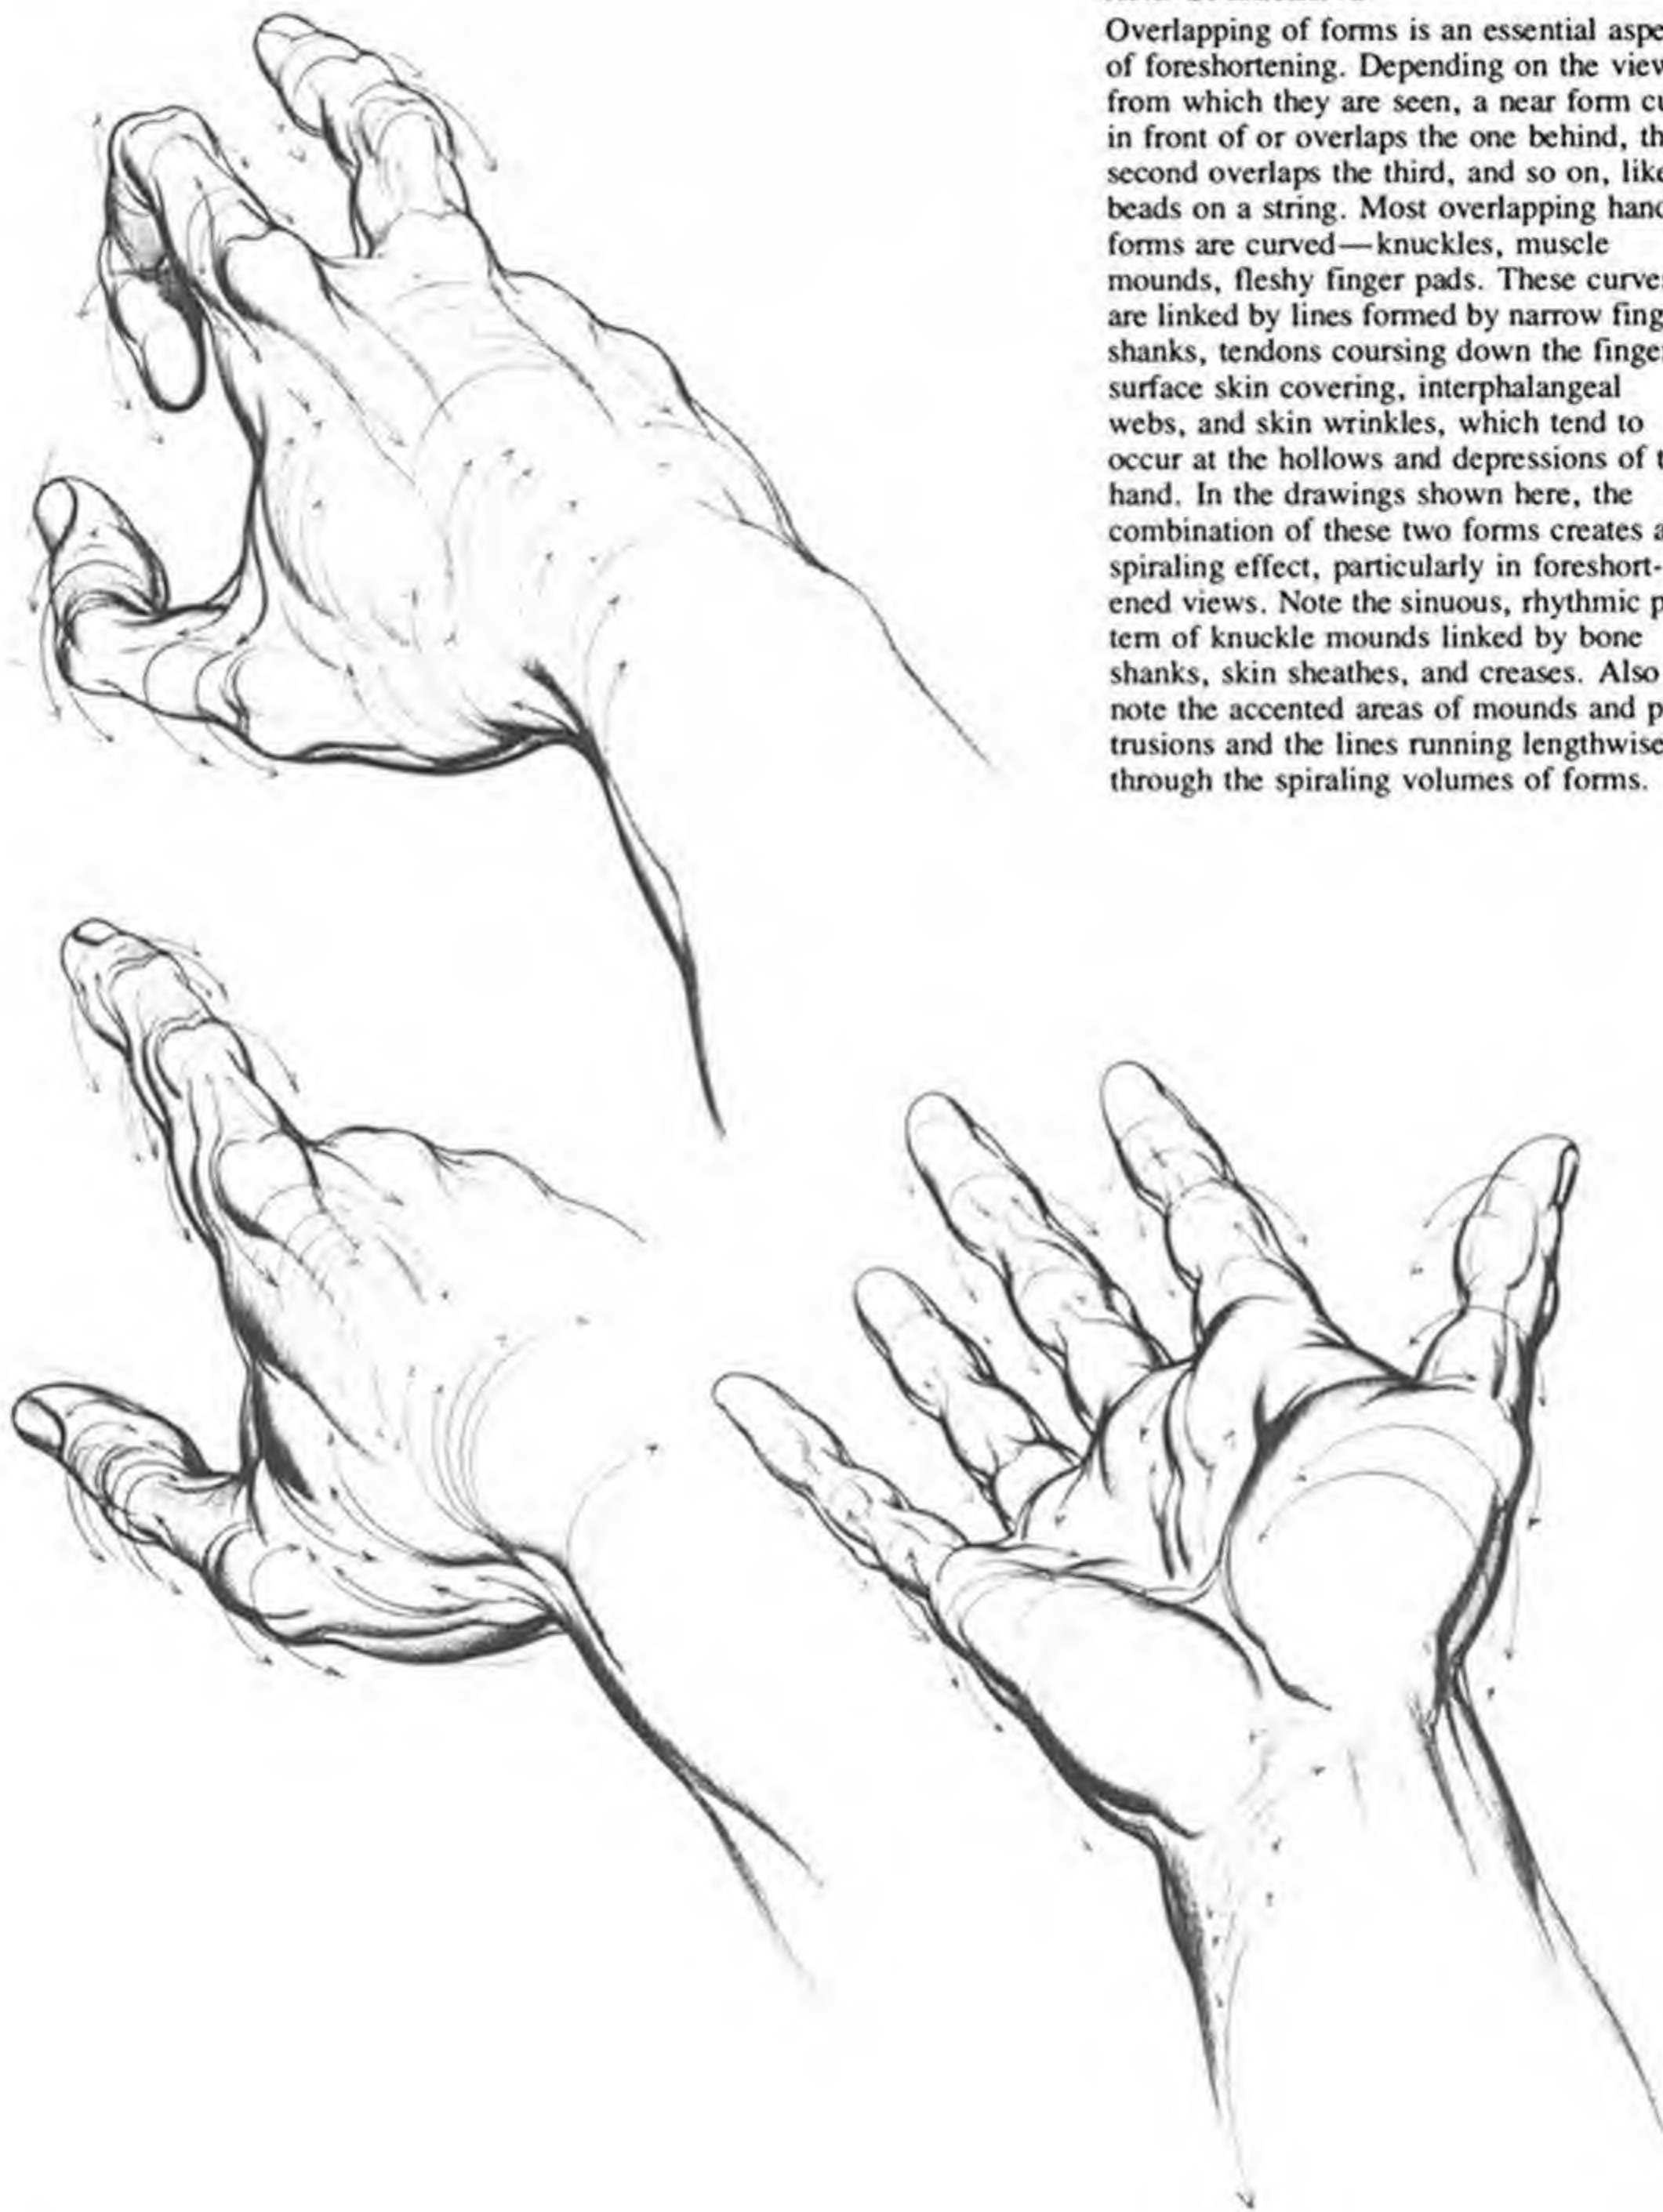 Overlapping of forms is an essential aspe
of foreshortening. Depending on the view
from which they are seen, a near form cu
in front of or overlaps the one behind, th
second overlaps the third, and so on, like
beads on a string. Most overlapping hand
forms are curved—knuckles, muscle
mounds, fleshy finger pads. These curve
are linked by lines formed by narrow fing
shanks, tendons coursing down the finge
surface skin covering, interphalangeal
webs, and skin wrinkles, which tend to
occur at the hollows and depressions of t
hand. In the drawings shown here, the
combination of these two forms creates a
spiraling effect, particularly in foreshort-
ened views. Note the sinuous, rhythmic p
tern of knuckle mounds linked by bone
shanks, skin sheathes, and creases. Also
note the accented areas of mounds and p
trusions and the lines running lengthwise
through the spiraling volumes of forms.